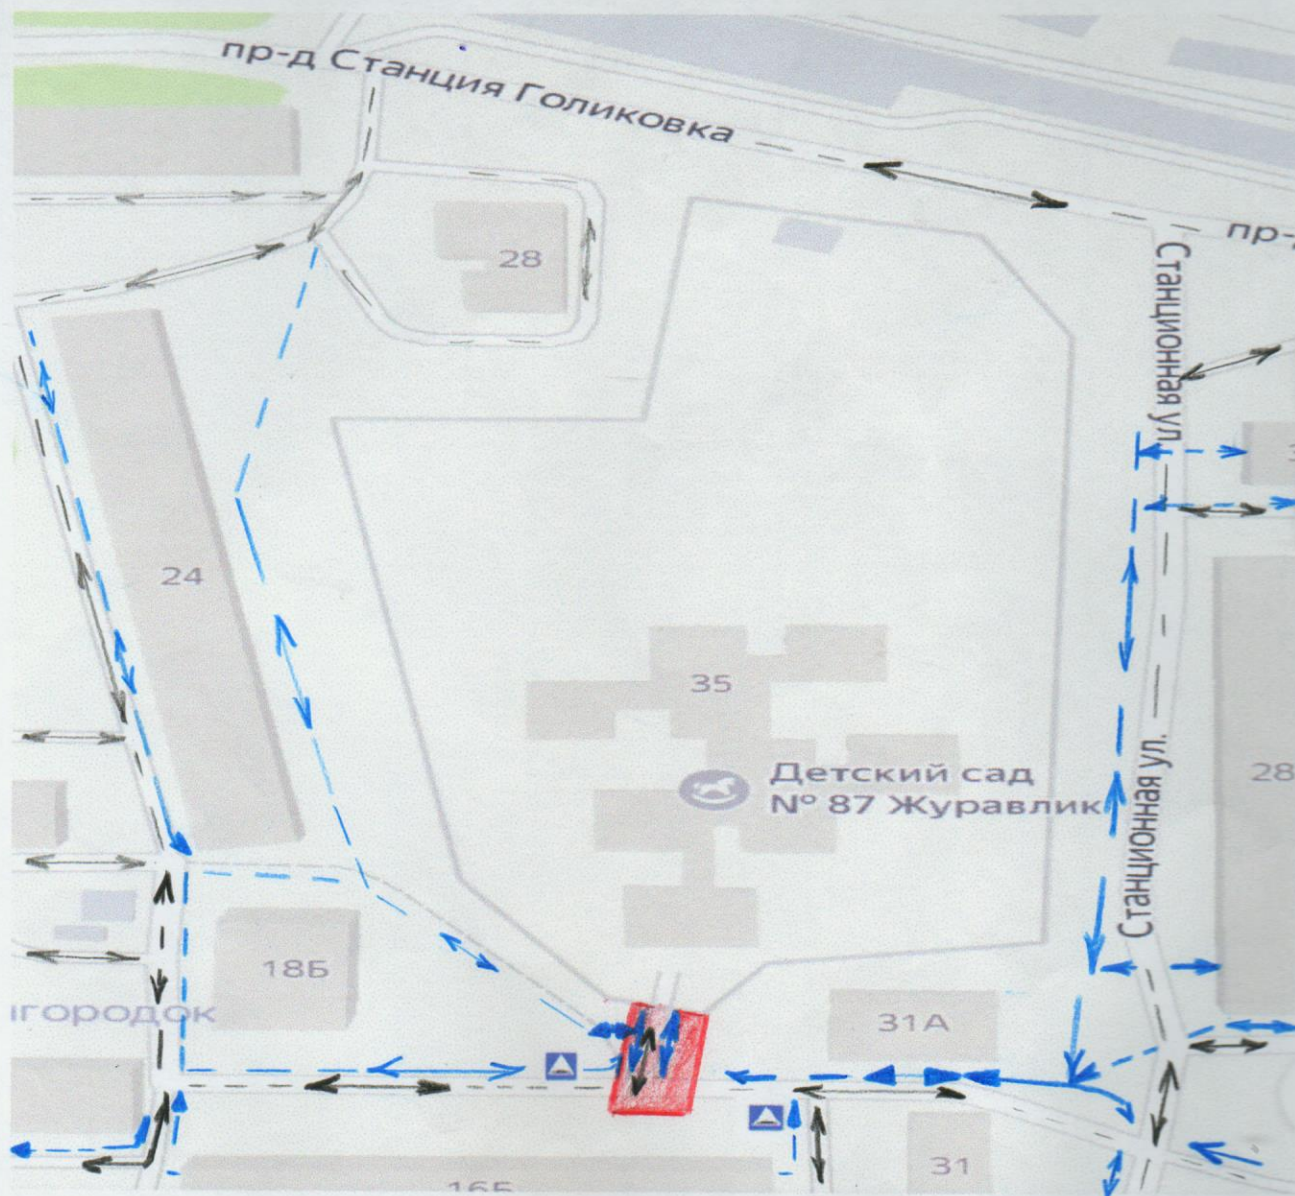 пр-д Станция Голиковка
пр-
28
Станционная ул
24
35
Детский сад
№ 87 Журавлик
28
Станционная ул.
18Б
31А
городок
31
16Б